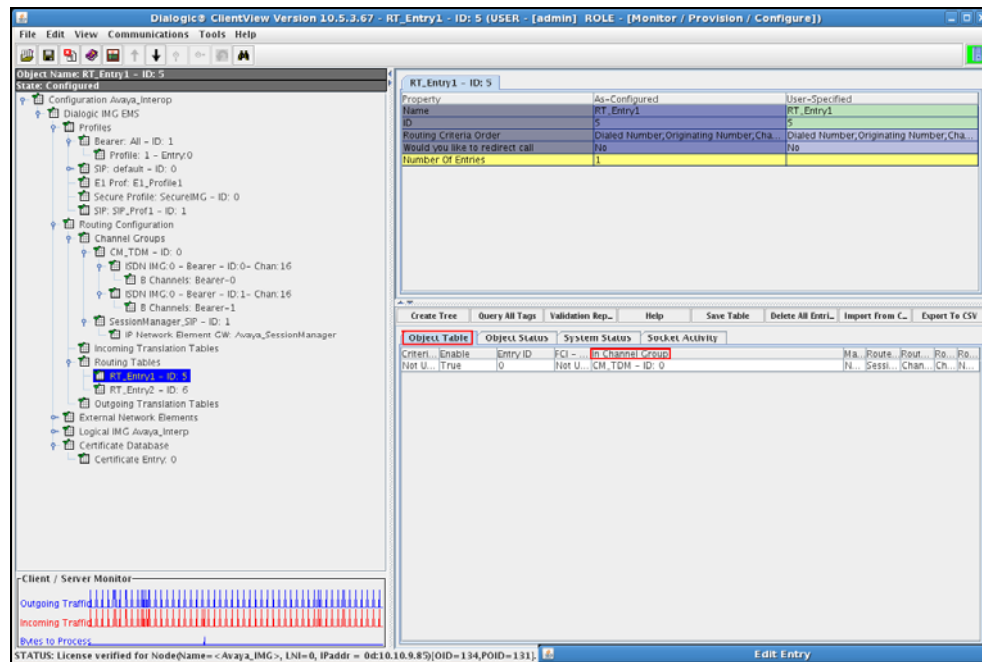 Dialogic® ClientView Version 10.5.3.67 - RT_Entry1 - ID: 5 (USER - [admin] ROLE - [Monitor / Provision / Configure])
File Edit View Communications Tools Help
Object Name: RT_Entry1 - ID: 5
State: Configured
Configuration Avaya_Interop
Dialogic IMG EMS
Profiles
Bearer: All - ID: 1
Profile: 1 - Entry:0
SIP: default - ID: 0
E1 Prof: E1_Profile1
Secure Profile: SecureIMG - ID: 0
SIP: SIP_Prof1 - ID: 1
Routing Configuration
Channel Groups
CM_TDM - ID: 0
ISDN IMG:0 - Bearer - ID:0- Chan:16
B Channels: Bearer-0
ISDN IMG:0 - Bearer - ID:1- Chan:16
B Channels: Bearer-1
SessionManager_SIP - ID: 1
IP Network Element GW: Avaya_SessionManager
Incoming Translation Tables
Routing Tables
RT_Entry1 - ID: 5
RT_Entry2 - ID: 6
Outgoing Translation Tables
External Network Elements
Logical IMG Avaya_Interp
Certificate Database
Certificate Entry: 0
Client / Server Monitor
Outgoing Traffic
Incoming Traffic
Bytes to Process
RT_Entry1 - ID: 5
Property As-Configured User-Specified
Name RT_Entry1 RT_Entry1
ID 5 5
Routing Criteria Order Dialed Number;Originating Number;Cha... Dialed Number;Originating Number;Cha...
Would you like to redirect call No No
Number Of Entries 1
Create Tree Query All Tags Validation Rep... Help Save Table Delete All Entri... Import from C... Export To CSV
Object Table Object Status System Status Socket Activity
Criteri... Enable Entry ID FCI - ... In Channel Group Ma... Route... Rout... Ro... Ro...
Not U... True 0 Not U... CM_TDM - ID: 0 N... Sessi... Chan... Ch... N...
STATUS: License verified for Node(Name=<Avaya_IMG>, LNI=0, IPaddr = 0d:10.10.9.85)[OID=134,POID=131].
Edit Entry